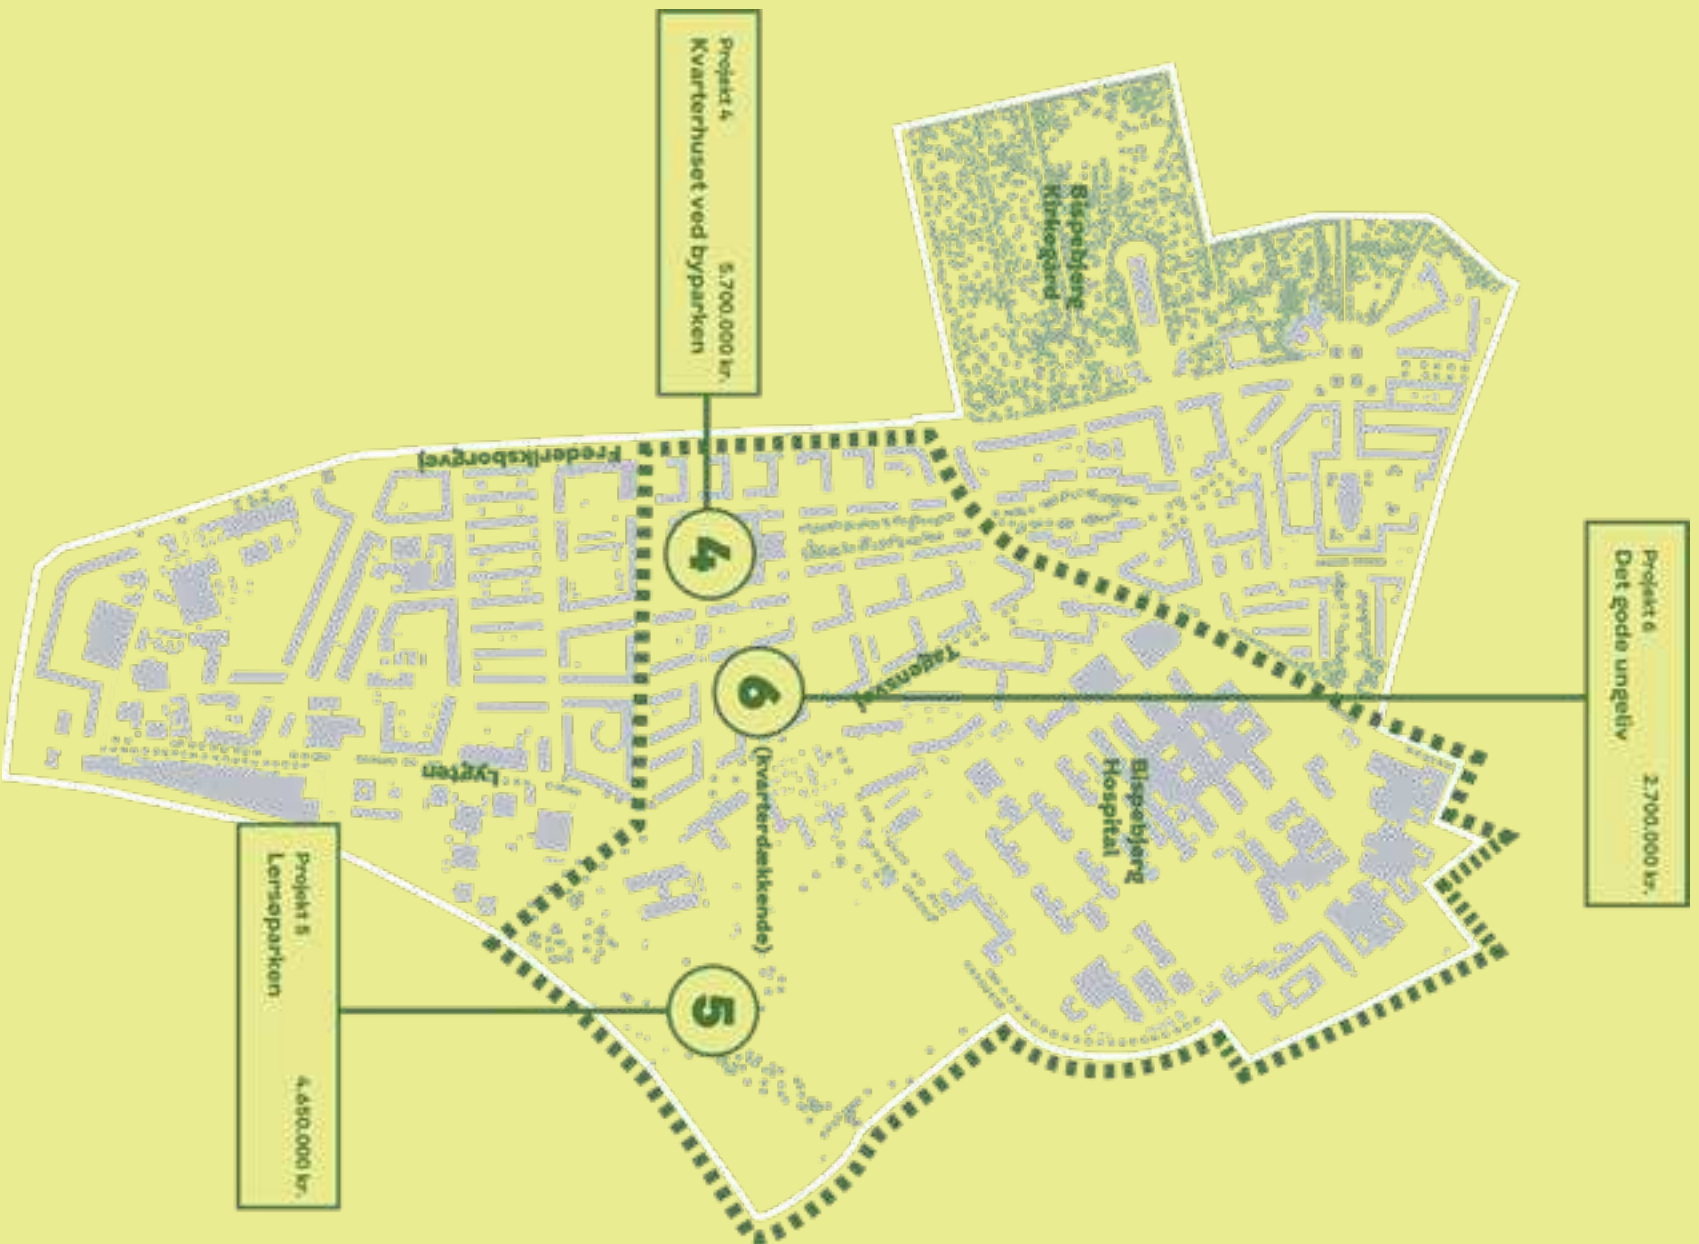 Projekt 6 2.700.000 kr.
Det gode ungeliv
Bispebjerg
Kirkegård
Bispebjerg
Hospital
Tagensvej
Projekt 4 5.700.000 kr.
Kvarterhuset ved byparken
4
6 (kvarterdækkende)
5
Frederiksborgvej
Lygten
Projekt 5 4.650.000 kr.
Lersøparken